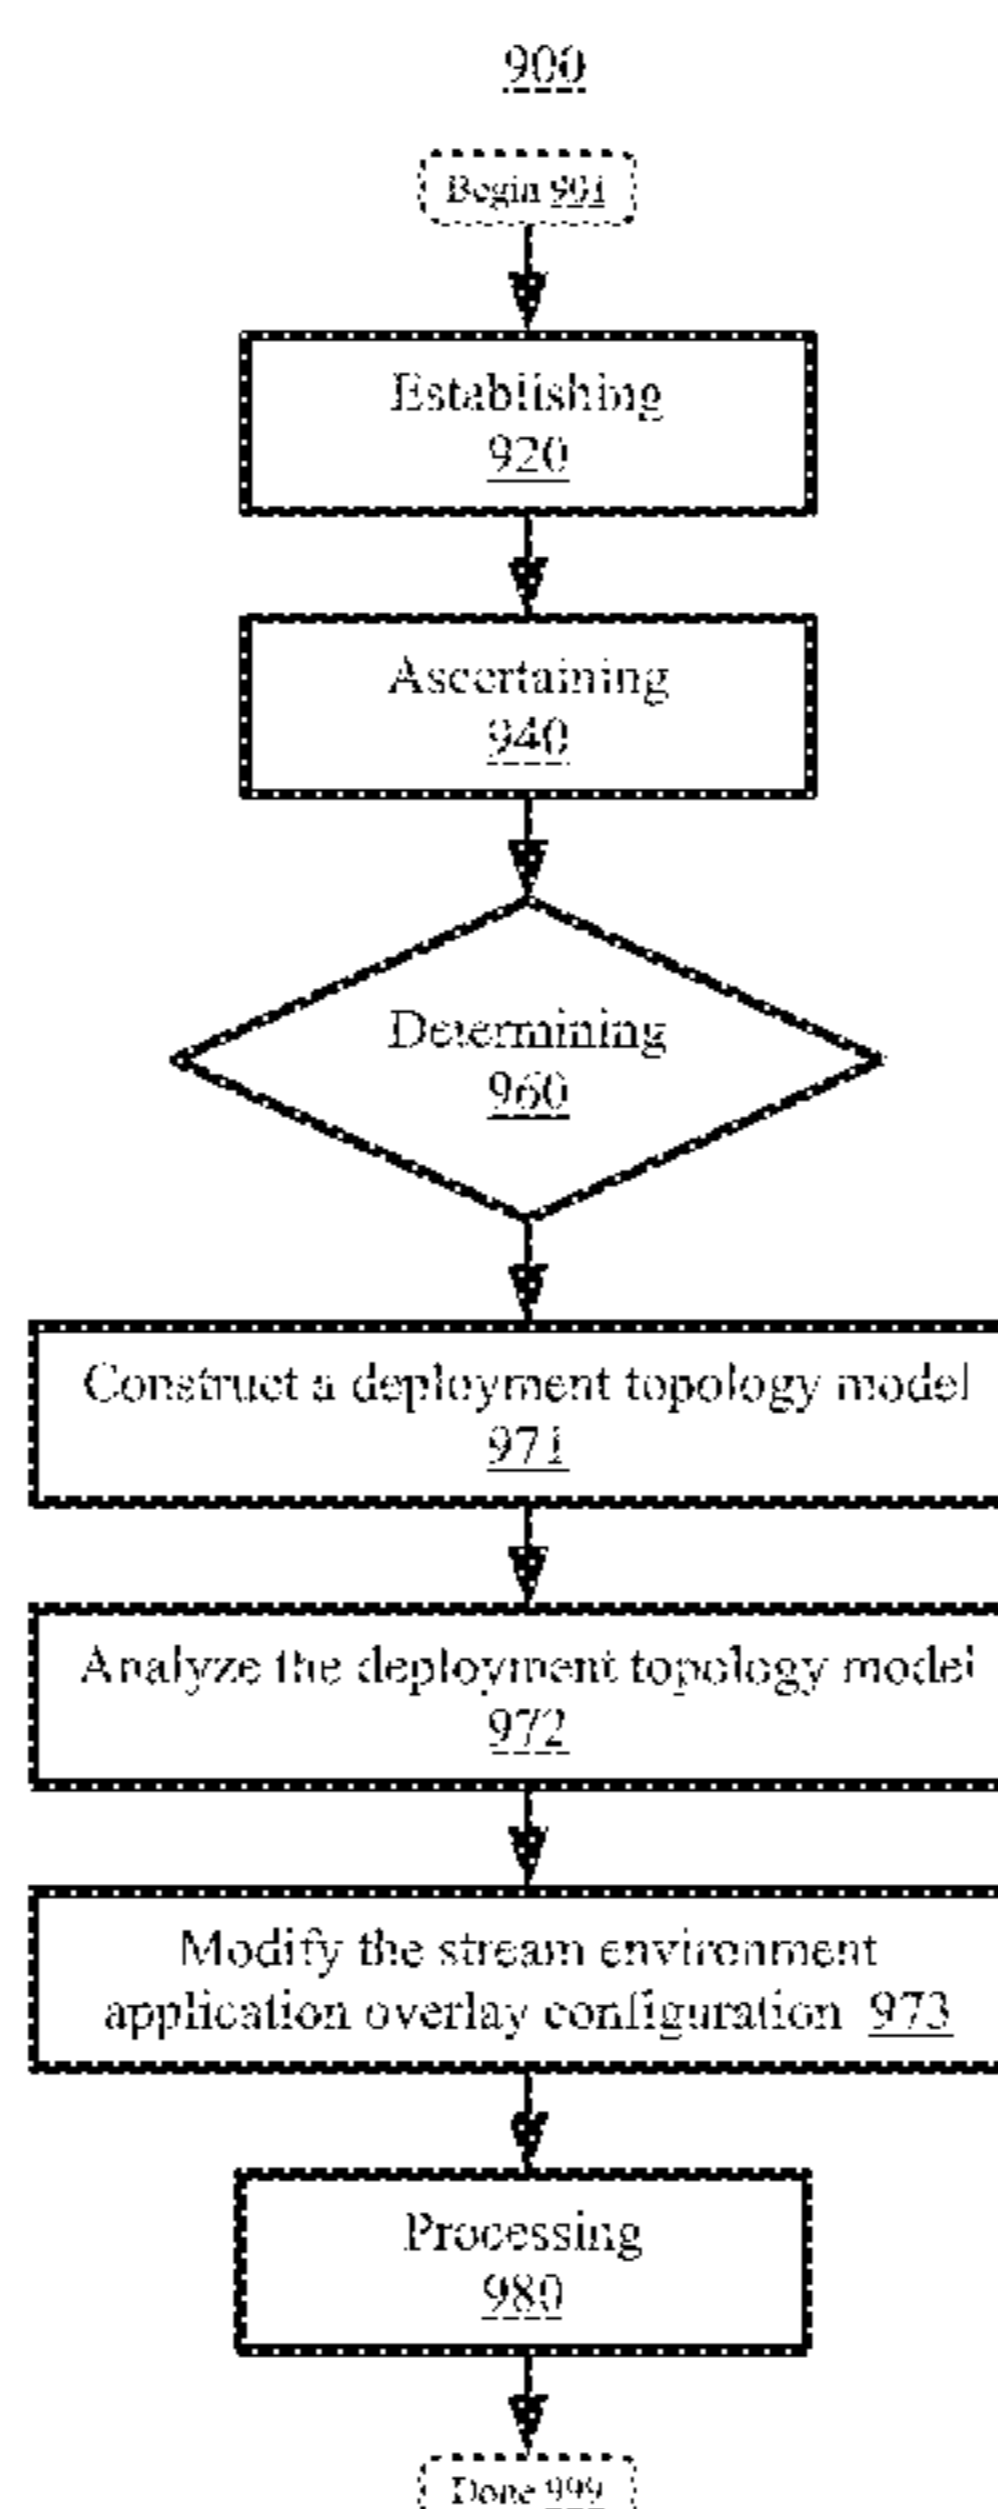 900
Begin 901
Establishing
920
Ascertaining
940
Determining
960
Construct a deployment topology model
971
Analyze the deployment topology model
972
Modify the stream environment
application overlay configuration 973
Processing
980
Done 999